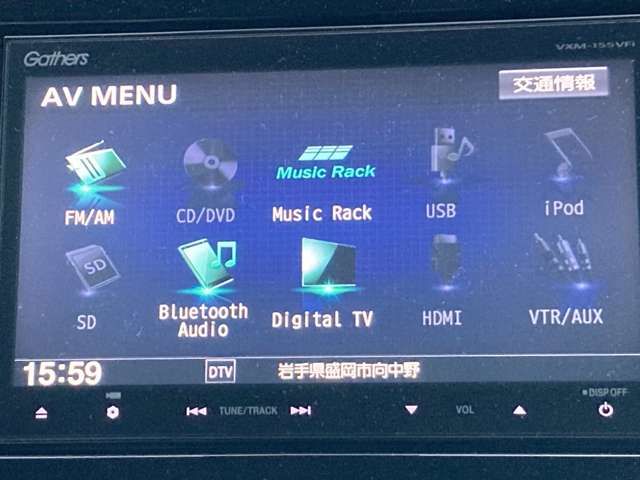 Gathers
VXM-155VFi
AV MENU
交通情報
Music Rack
FM/AM
CD/DVD
Music Rack
USB
iPod
SD
SD
Bluetooth
Audio
Digital TV
HDMI
VTR/AUX
15:59
DTV
岩手県盛岡市向中野
DISP OFF
TUNE/TRACK
VOL